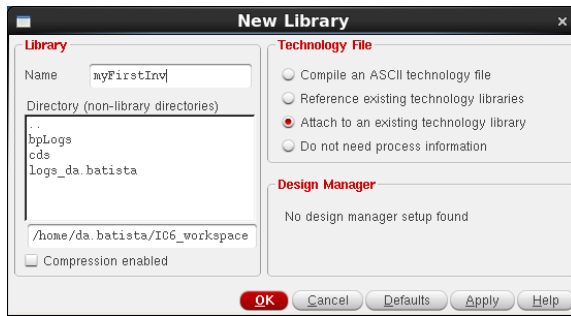 New Library
Library
Name myFirstInv
Directory (non-library directories)
..
bpLogs
cds
logs_da.batista
/home/da.batista/IC6_workspace
Compression enabled
Technology File
Compile an ASCII technology file
Reference existing technology libraries
Attach to an existing technology library
Do not need process information
Design Manager
No design manager setup found
OK Cancel Defaults Apply Help